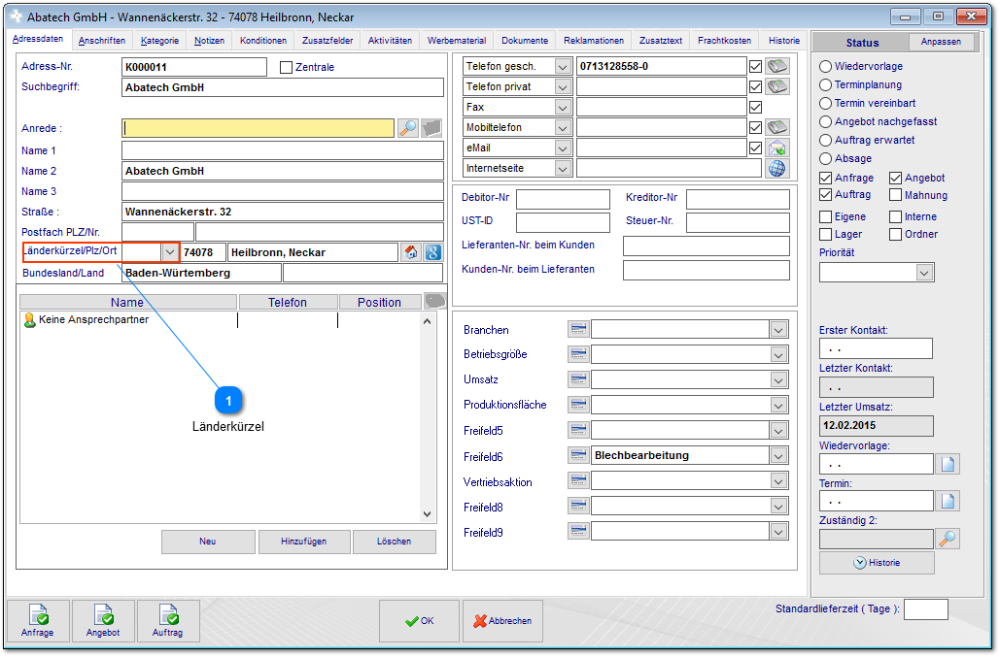 Abatech GmbH - Wannenäckerstr. 32 - 74078 Heilbronn, Neckar
Adressdaten Anschriften Kategorie Notizen Konditionen Zusatzfelder Aktivitäten Werbematerial Dokumente Reklamationen Zusatztext Frachtkosten Historie
Adress-Nr. K000011 Zentrale
Suchbegriff: Abatech GmbH
Anrede :
Name 1
Name 2 Abatech GmbH
Name 3
Straße : Wannenäckerstr. 32
Postfach PLZ/Nr.
Länderkürzel/Plz/Ort 74078 Heilbronn, Neckar
Bundesland/Land Baden-Würtemberg
Name Telefon Position
Keine Ansprechpartner
1
Länderkürzel
Neu Hinzufügen Löschen
Telefon gesch. 0713128558-0
Telefon privat
Fax
Mobiltelefon
eMail
Internetseite
Debitor-Nr Kreditor-Nr
UST-ID Steuer-Nr.
Lieferanten-Nr. beim Kunden
Kunden-Nr. beim Lieferanten
Branchen
Betriebsgröße
Umsatz
Produktionsfläche
Freifeld5
Freifeld6 Blechbearbeitung
Vertriebsaktion
Freifeld8
Freifeld9
Status Anpassen
Wiedervorlage
Terminplanung
Termin vereinbart
Angebot nachgefasst
Auftrag erwartet
Absage
Anfrage Angebot
Auftrag Mahnung
Eigene Interne
Lager Ordner
Priorität
Erster Kontakt:
. .
Letzter Kontakt:
. .
Letzter Umsatz:
12.02.2015
Wiedervorlage:
. .
Termin:
. .
Zuständig 2:
Historie
Anfrage Angebot Auftrag OK Abbrechen
Standardlieferzeit ( Tage ):